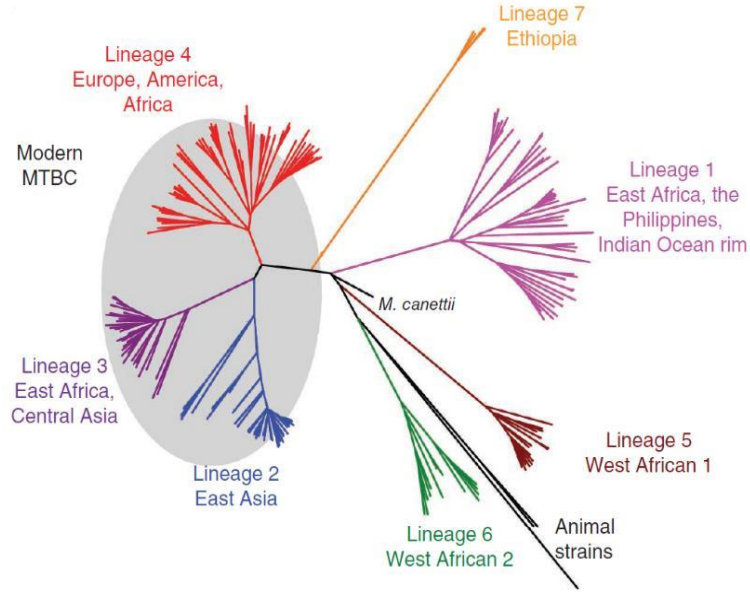 Lineage 7
Ethiopia
Lineage 4
Europe, America,
Africa
Modern
MTBC
Lineage 1
East Africa, the
Philippines,
Indian Ocean rim
M. canettii
Lineage 3
East Africa,
Central Asia
Lineage 2
East Asia
Lineage 5
West African 1
Lineage 6
West African 2
Animal
strains